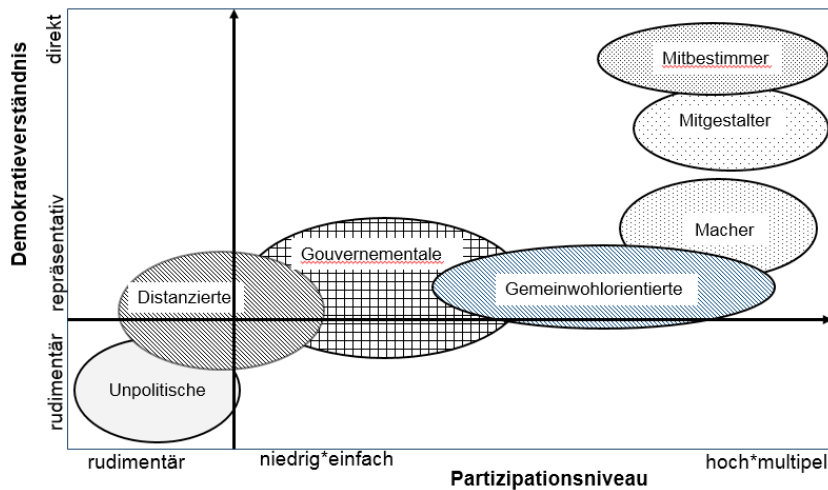 Demokratieverständnis
direkt
repräsentativ
rudimentär
Mitbestimmer
Mitgestalter
Macher
Gouvernementale
Gemeinwohlorientierte
Distanzierte
Unpolitische
rudimentär
niedrig*einfach
hoch*multipel
Partizipationsniveau